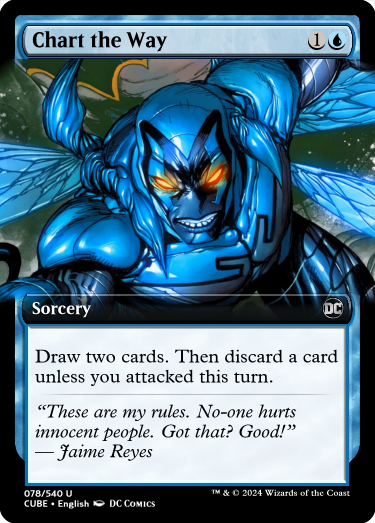 Chart the Way 1
Sorcery DC
Draw two cards. Then discard a card
unless you attacked this turn.
“These are my rules. No-one hurts
innocent people. Got that? Good!”
— Jaime Reyes
078/540 U ™ & © 2024 Wizards of the Coast
CUBE • English DC Comics